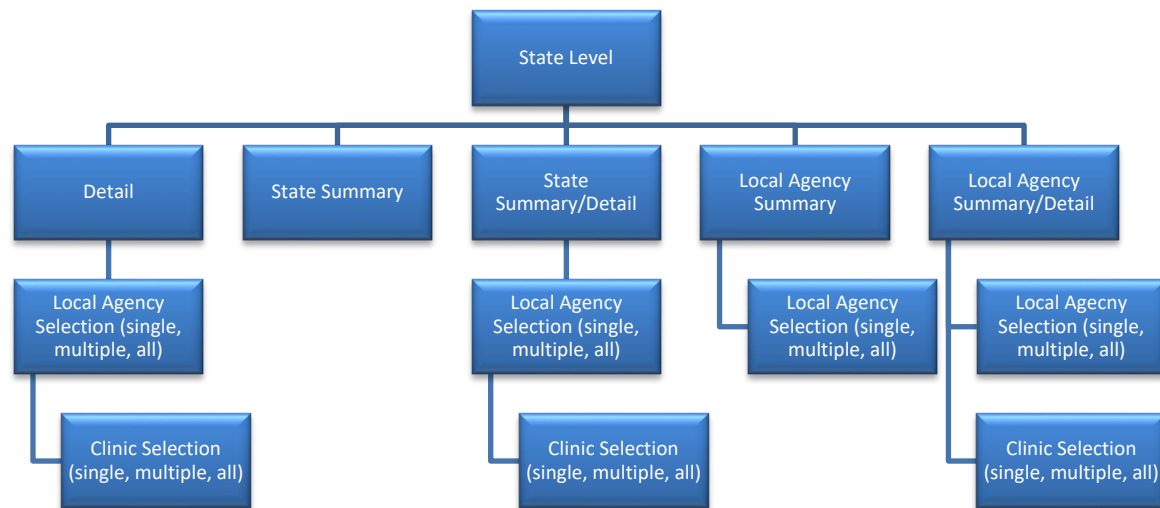 State Level
Detail
State Summary
State
Summary/Detail
Local Agency
Summary
Local Agency
Summary/Detail
Local Agency
Selection (single,
multiple, all)
Local Agency
Selection (single,
multiple, all)
Local Agency
Selection (single,
multiple, all)
Local Agecny
Selection (single,
multiple, all)
Clinic Selection
(single, multiple, all)
Clinic Selection
(single, multiple, all)
Clinic Selection
(single, multiple, all)